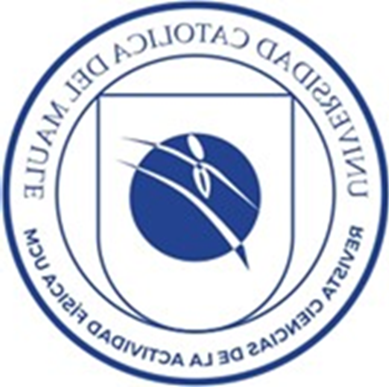 UNIVERSIDAD CATOLICA DEL MAULE
REVISTA CIENCIAS DE LA ACTIVIDAD FÍSICA UCM